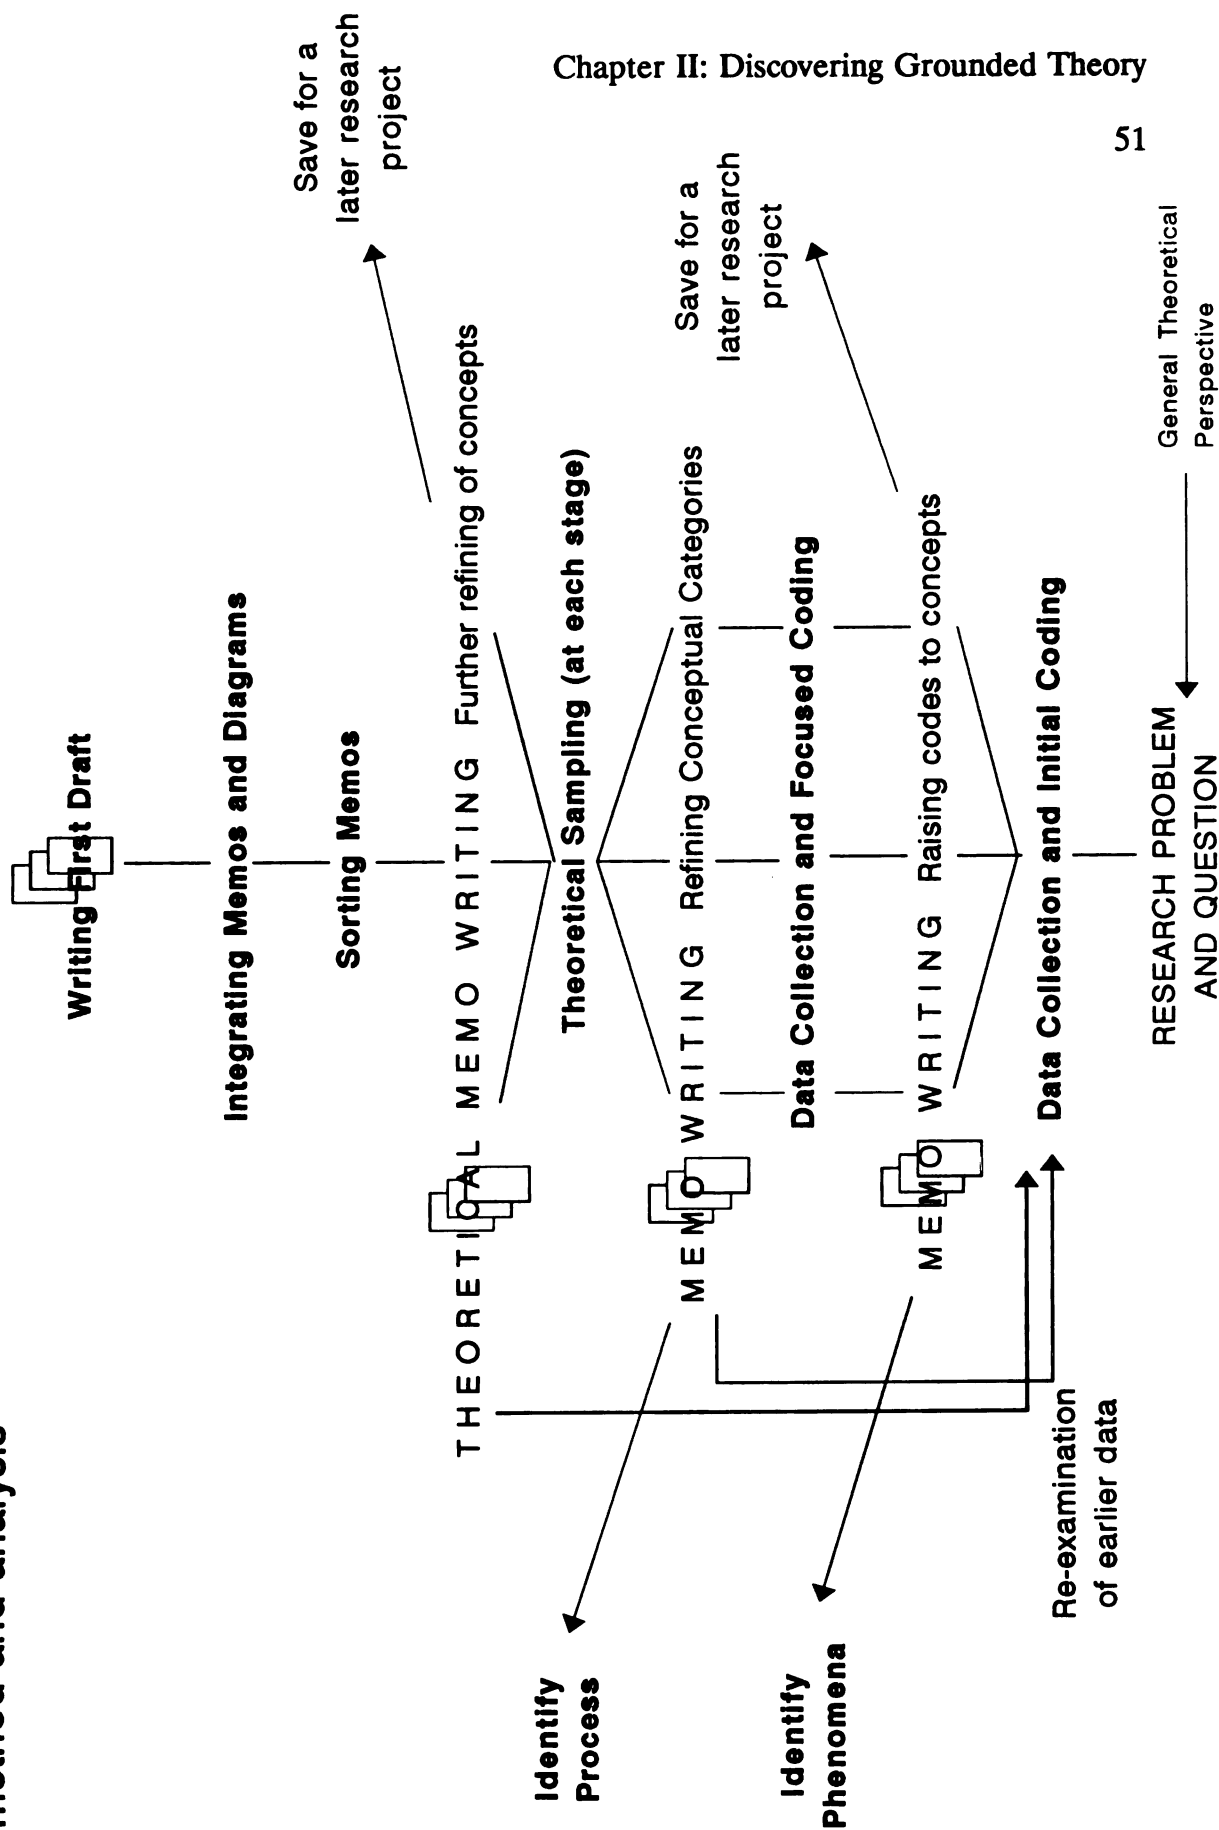 Chapter II: Discovering Grounded Theory
51
method and analysis
Writing First Draft
Integrating Memos and Diagrams
Sorting Memos
Save for a
later research
project
THEORETICAL MEMO WRITING Further refining of concepts
Theoretical Sampling (at each stage)
Identify
Process
MEMO WRITING Refining Conceptual Categories
Save for a
later research
project
Data Collection and Focused Coding
Identify
Phenomena
MEMO WRITING Raising codes to concepts
Data Collection and Initial Coding
Re-examination
of earlier data
RESEARCH PROBLEM
AND QUESTION
General Theoretical
Perspective